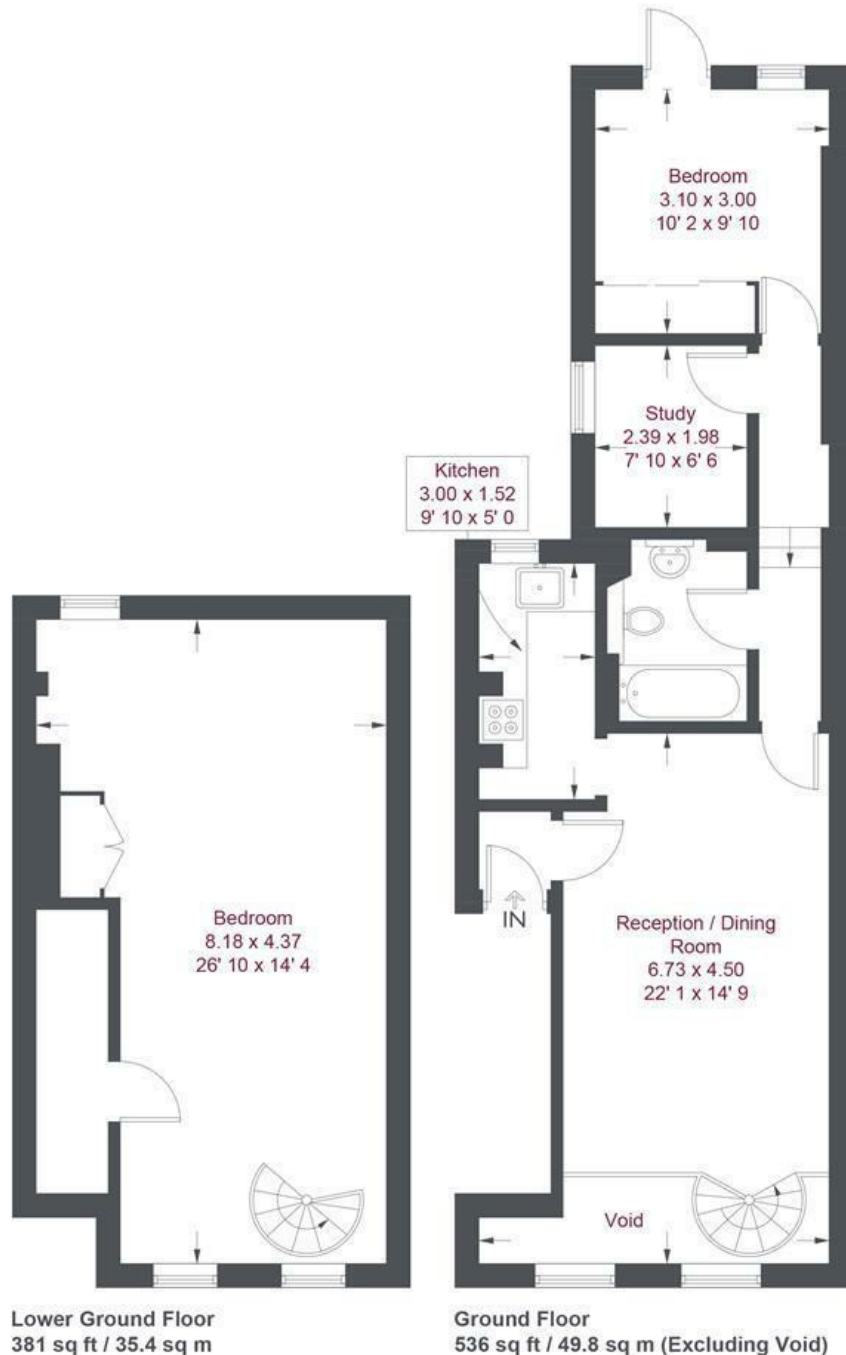 Bedroom
3.10 x 3.00
10' 2 x 9' 10
Study
2.39 x 1.98
7' 10 x 6' 6
Kitchen
3.00 x 1.52
9' 10 x 5' 0
IN
Reception / Dining
Room
6.73 x 4.50
22' 1 x 14' 9
Void
Bedroom
8.18 x 4.37
26' 10 x 14' 4
Lower Ground Floor
381 sq ft / 35.4 sq m
Ground Floor
536 sq ft / 49.8 sq m (Excluding Void)